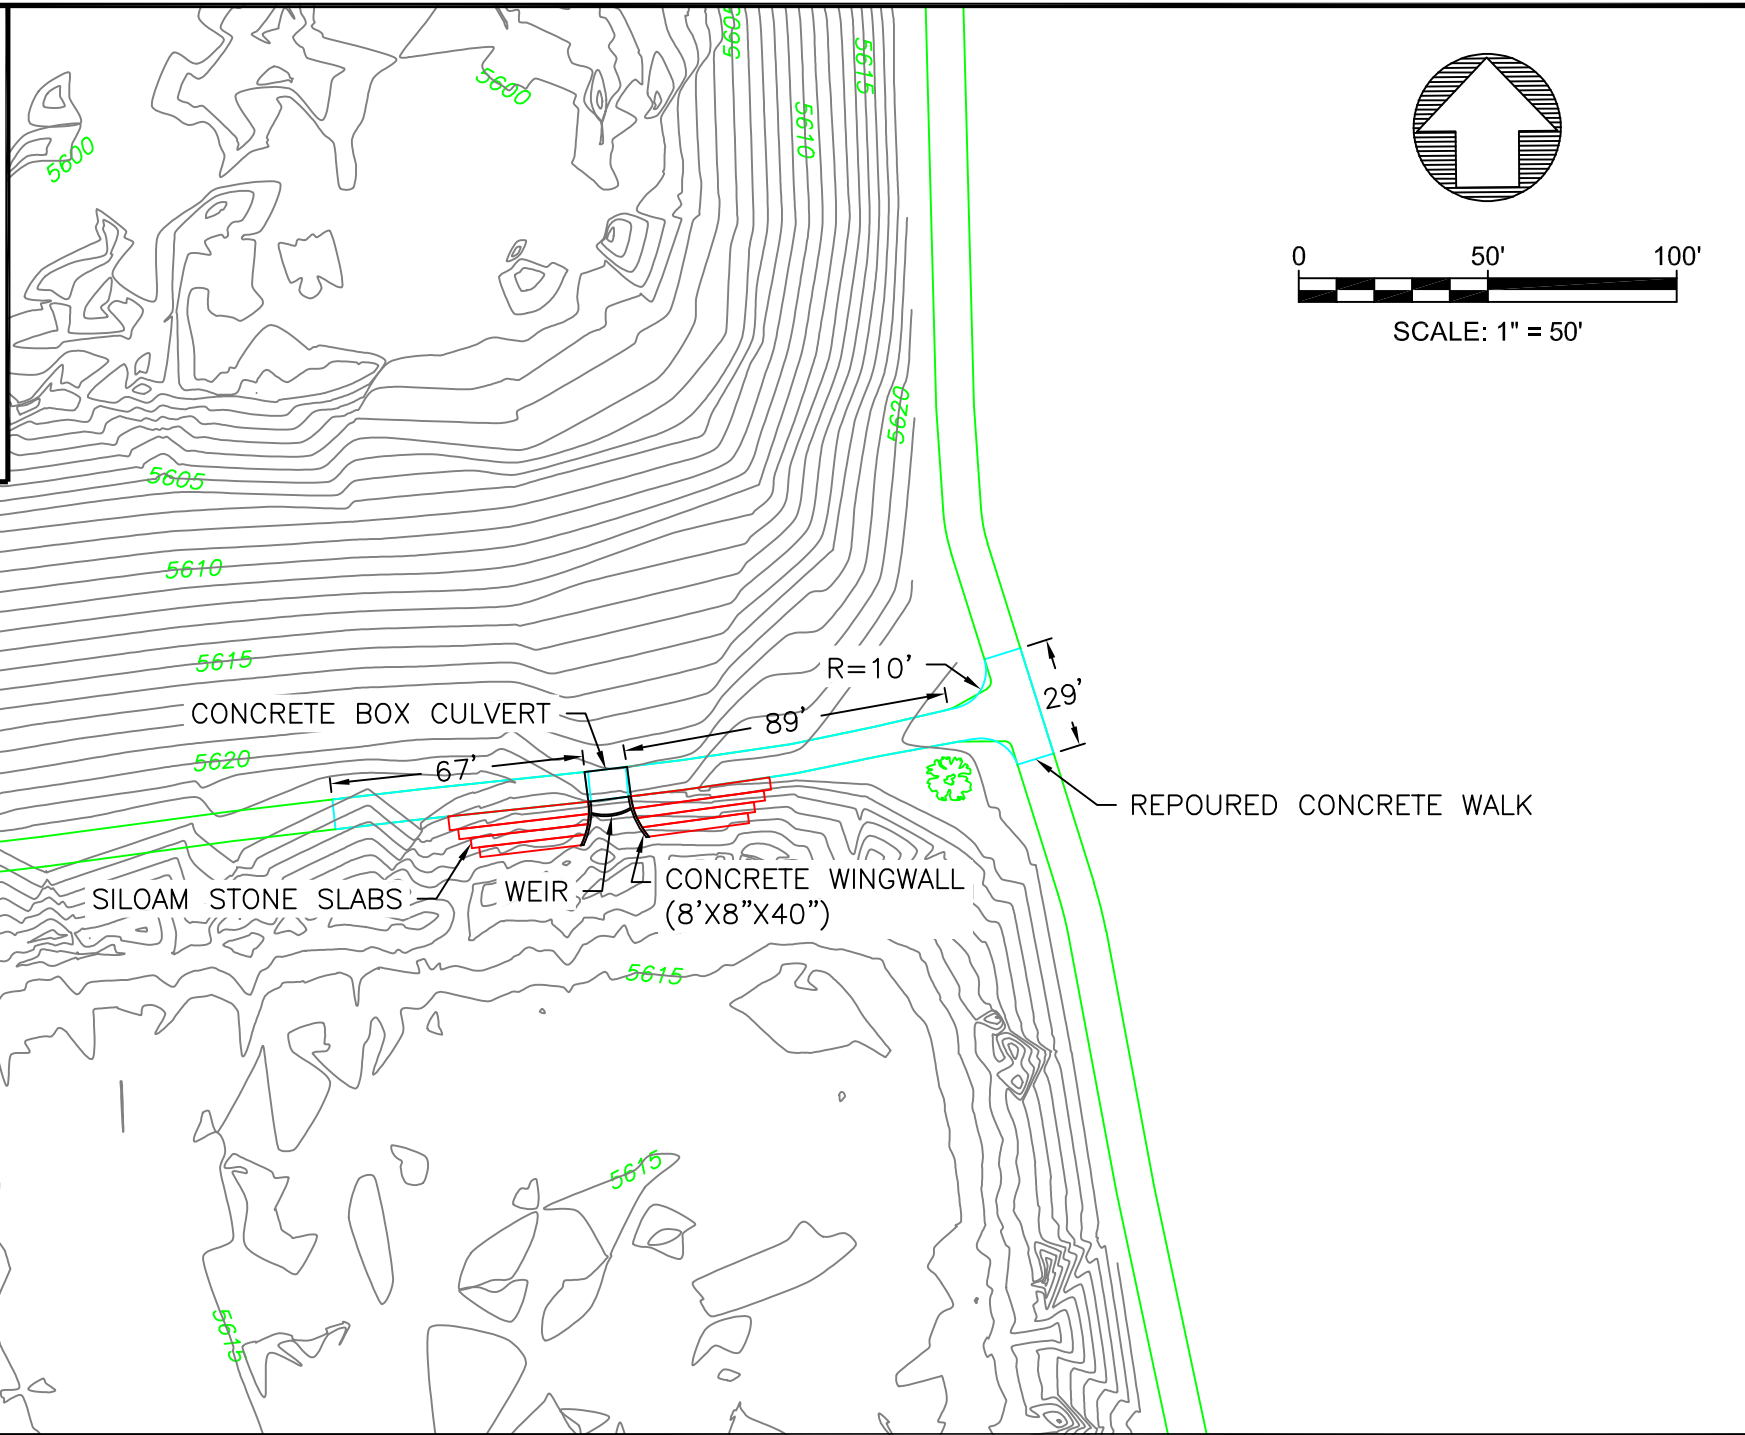 5605
5615
5600
5610
5600
0 50' 100'
SCALE: 1" = 50'
5620
5605
5610
5615
R=10'
29'
CONCRETE BOX CULVERT
89'
5620
67'
REPOURED CONCRETE WALK
SILOAM STONE SLABS
WEIR
CONCRETE WINGWALL
(8'X8"X40")
5615
5615
5615